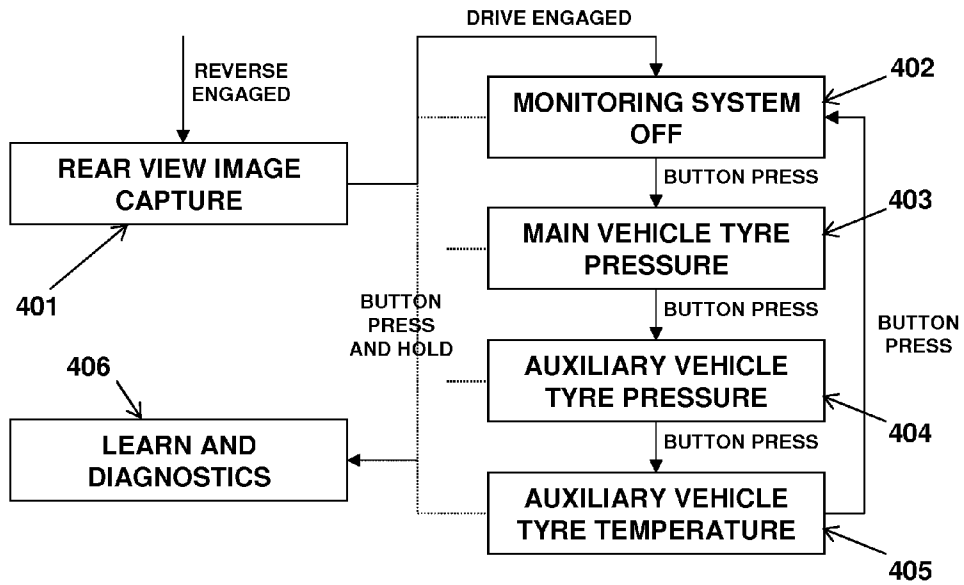 DRIVE ENGAGED
REVERSE
ENGAGED
402
MONITORING SYSTEM
OFF
REAR VIEW IMAGE
CAPTURE
BUTTON PRESS
403
MAIN VEHICLE TYRE
PRESSURE
401
BUTTON
PRESS
AND HOLD
BUTTON PRESS
BUTTON
PRESS
406
AUXILIARY VEHICLE
TYRE PRESSURE
404
LEARN AND
DIAGNOSTICS
BUTTON PRESS
AUXILIARY VEHICLE
TYRE TEMPERATURE
405